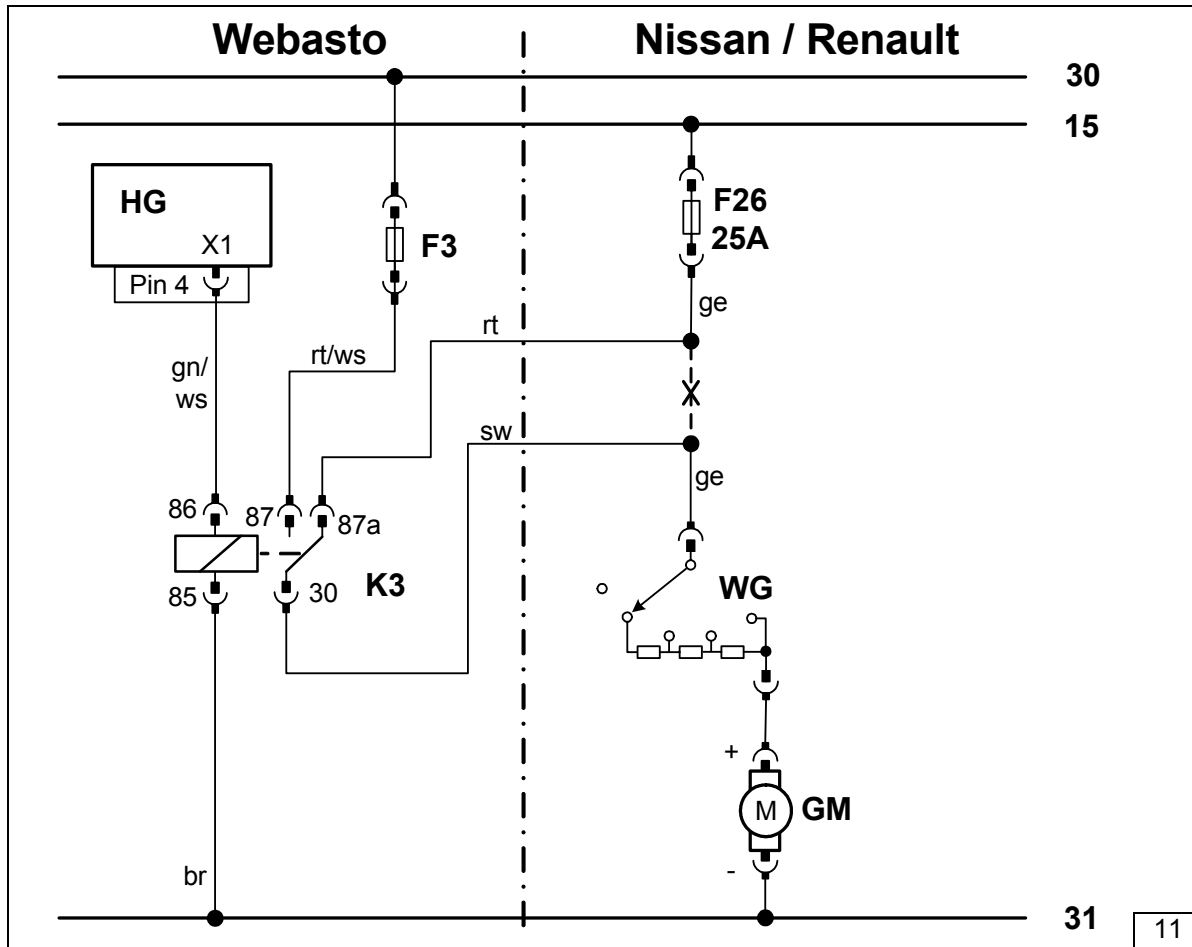 Webasto
Nissan / Renault
30
15
HG
X1
Pin 4
F3
F26
25A
ge
rt
rt/ws
gn/
ws
sw
ge
86
87
87a
85
30
K3
WG
+
M
GM
-
br
31
11